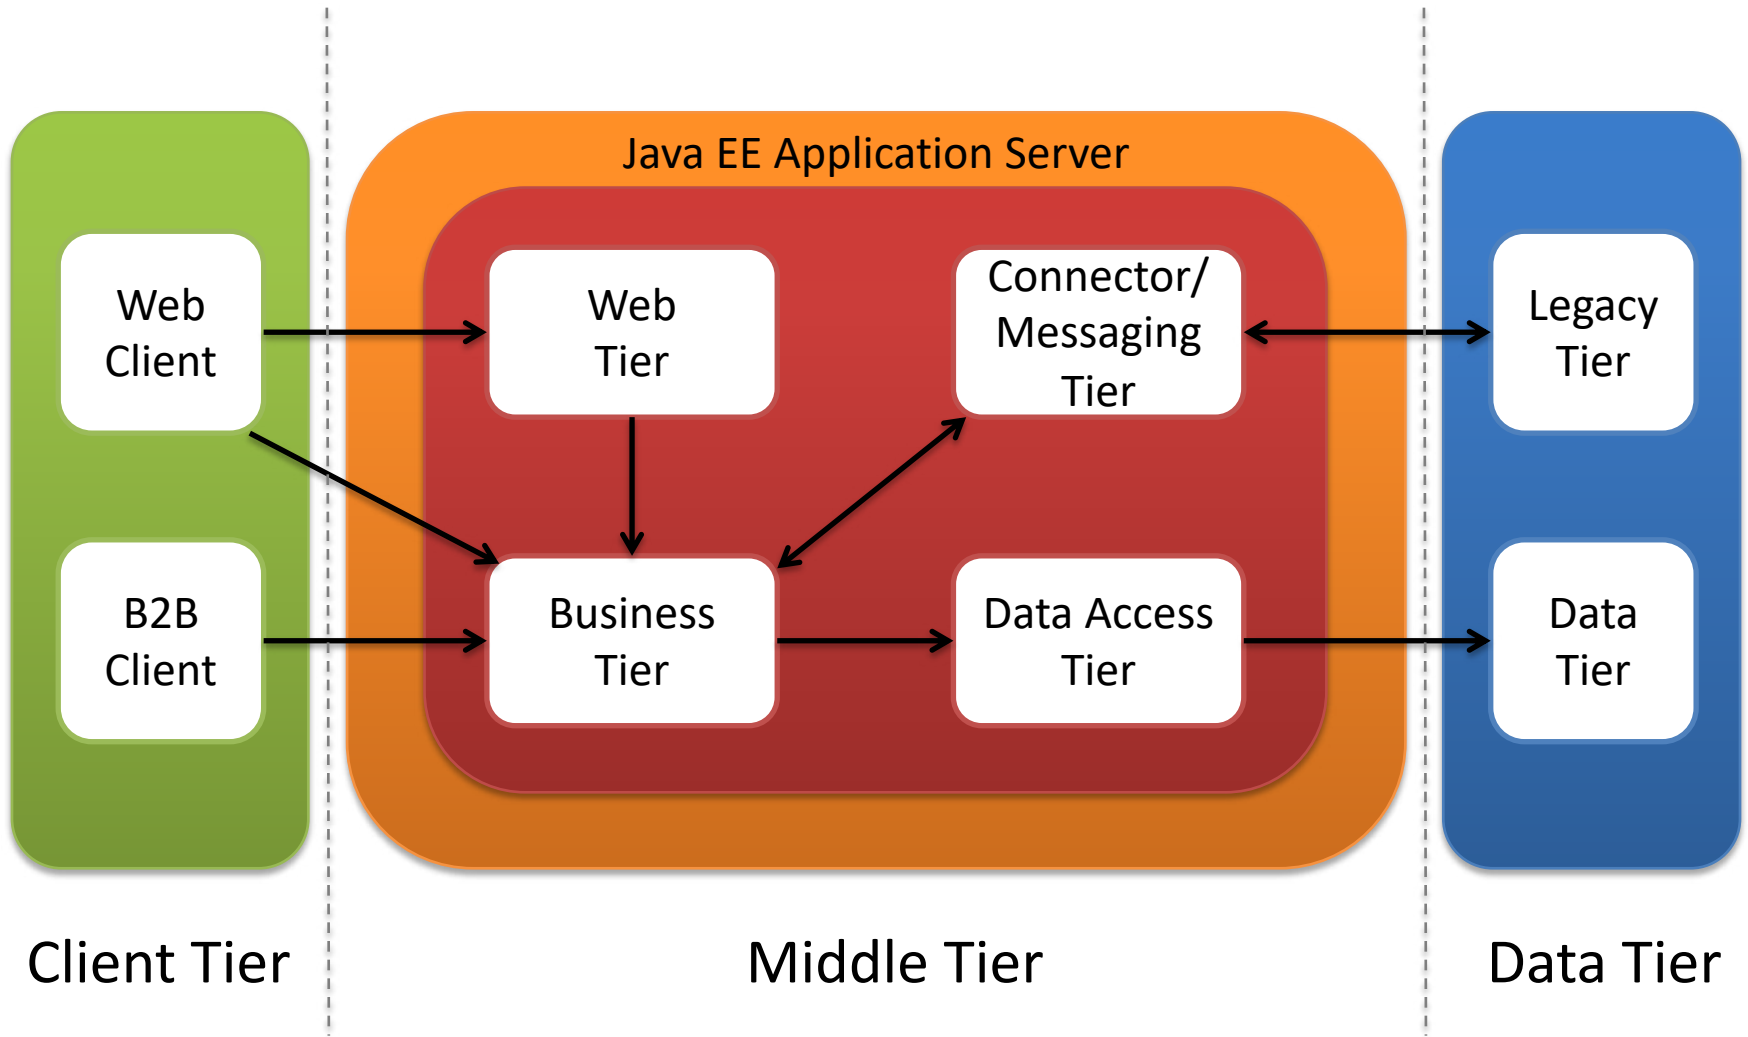 Java EE Application Server
Web
Client
Web
Tier
Connector/
Messaging
Tier
Legacy
Tier
B2B
Client
Business
Tier
Data Access
Tier
Data
Tier
Client Tier
Middle Tier
Data Tier